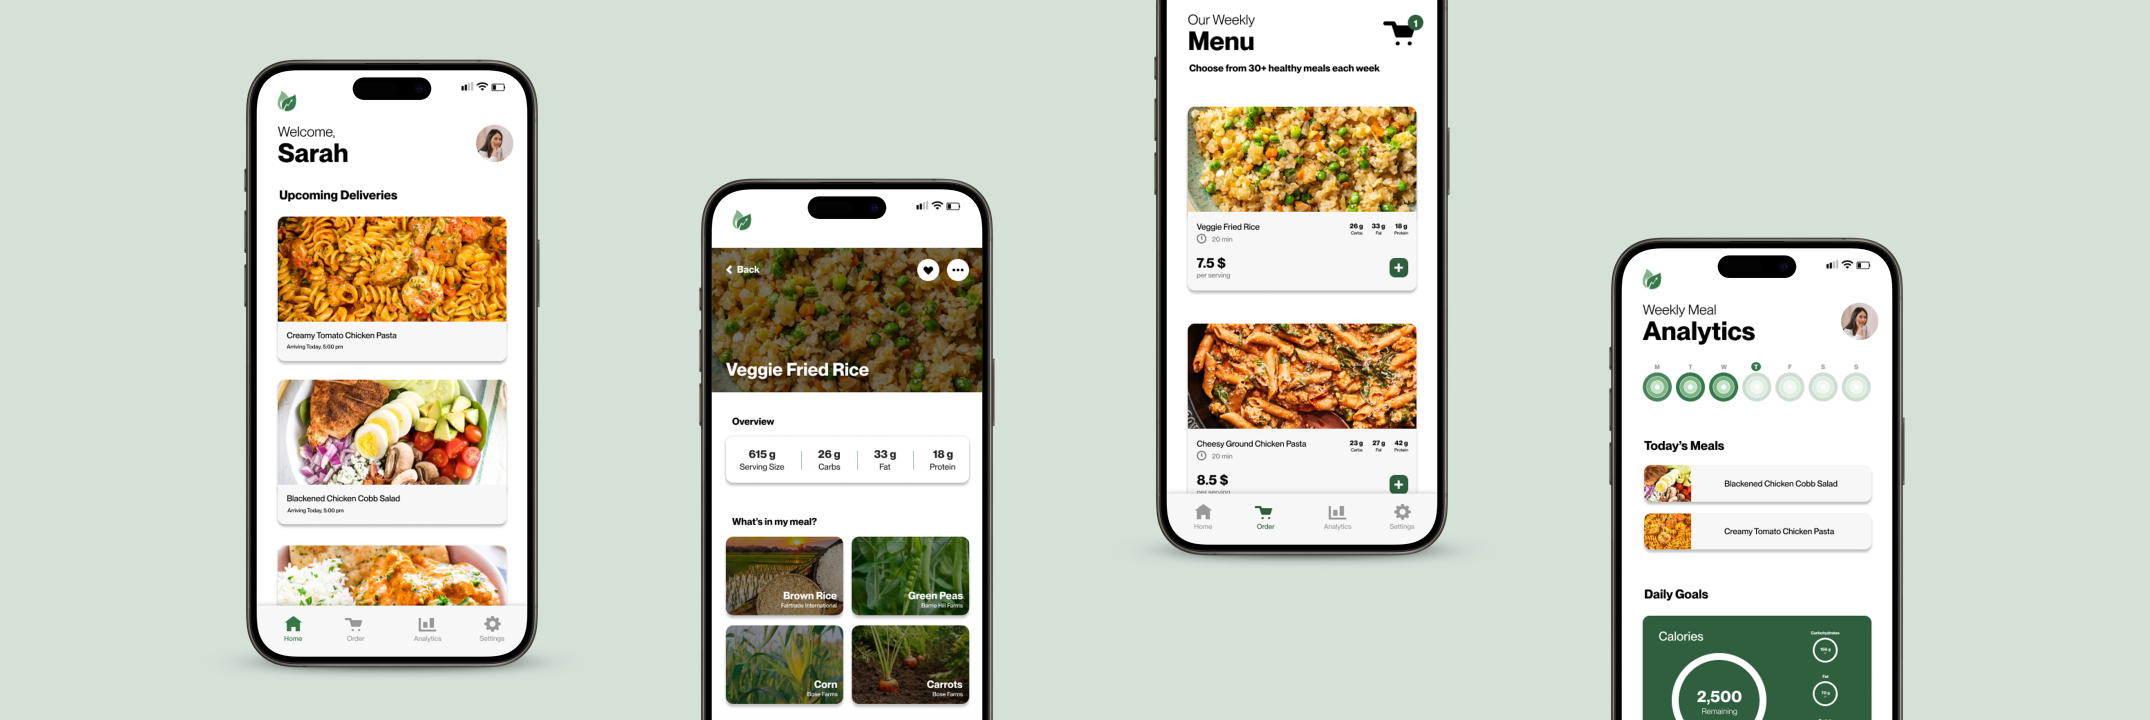 Welcome,
Sarah
Upcoming Deliveries
Creamy Tomato Chicken Pasta
Arriving Today, 5:00 pm
Blackened Chicken Cobb Salad
Arriving Today, 5:00 pm
Home
Order
Analytics
Settings
Back
Veggie Fried Rice
Overview
615 g
26 g
33 g
18 g
Serving Size
Carbs
Fat
Protein
What's in my meal?
Brown Rice
Fairtrade International
Green Peas
Barrie Hill Farms
Corn
Bose Farms
Carrots
Bose Farms
Our Weekly
1
Menu
Choose from 30+ healthy meals each week
Veggie Fried Rice
26 g
33 g
18 g
Carbs
Fat
Protein
20 min
7.5 $
per serving
Cheesy Ground Chicken Pasta
23 g
27 g
42 g
Carbs
Fat
Protein
20 min
8.5 $
per serving
Home
Order
Analytics
Settings
Weekly Meal
Analytics
M
T
W
T
F
S
S
Today's Meals
Blackened Chicken Cobb Salad
Creamy Tomato Chicken Pasta
Daily Goals
Calories
Carbohydrates
Fat
2,500
Remaining